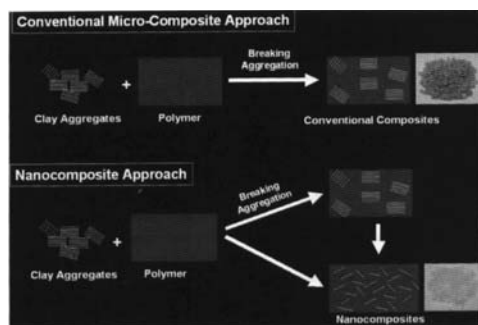 Conventional Micro-Composite Approach
Breaking
Aggregation
+
Clay Aggregates
Polymer
Conventional Composites
Nanocomposite Approach
Breaking
Aggregation
+
Clay Aggregates
Polymer
Nanocomposites